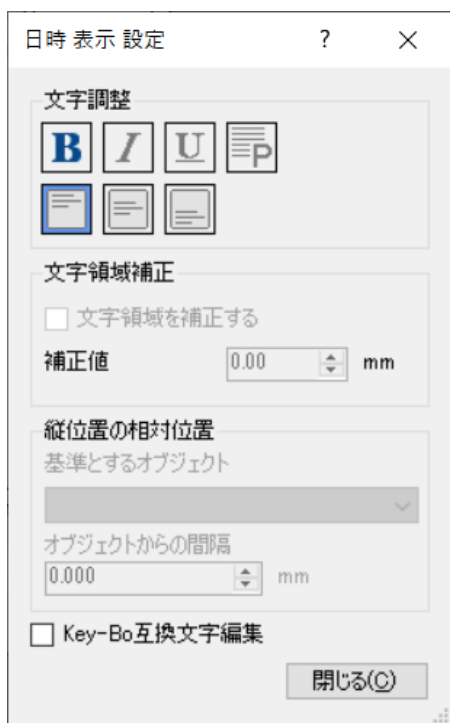 日時 表示 設定 ?
文字調整
B I U P
文字領域補正
文字領域を補正する
補正値 0.00 mm
縦位置の相対位置
基準とするオブジェクト
オブジェクトからの間隔
0.000 mm
Key-Bo互換文字編集
閉じる(C)